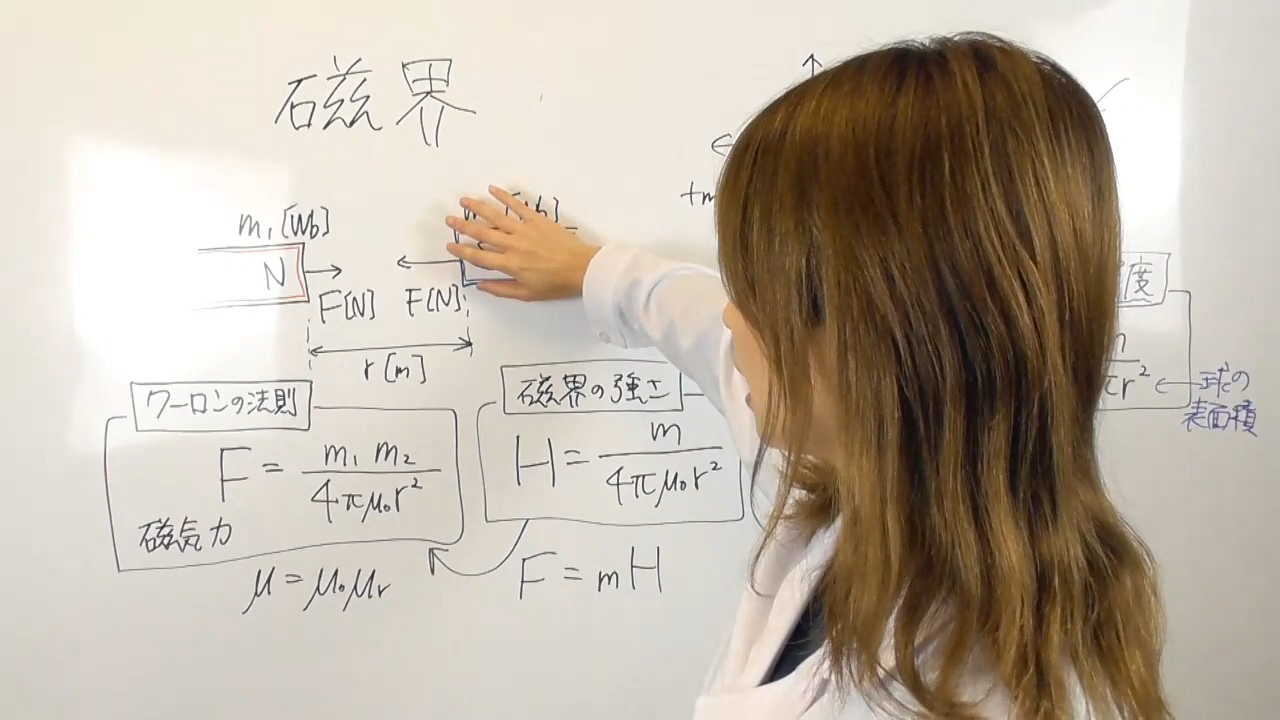 磁界
m₁[Wb]
N
F[N]
F[N]
r[m]
+m
クーロンの法則
F = m₁ m₂ / 4πμ₀r²
磁気力
μ = μ₀μr
磁界の強さ
H = m / 4πμ₀r²
F = mH
度
πr²
球の
表面積